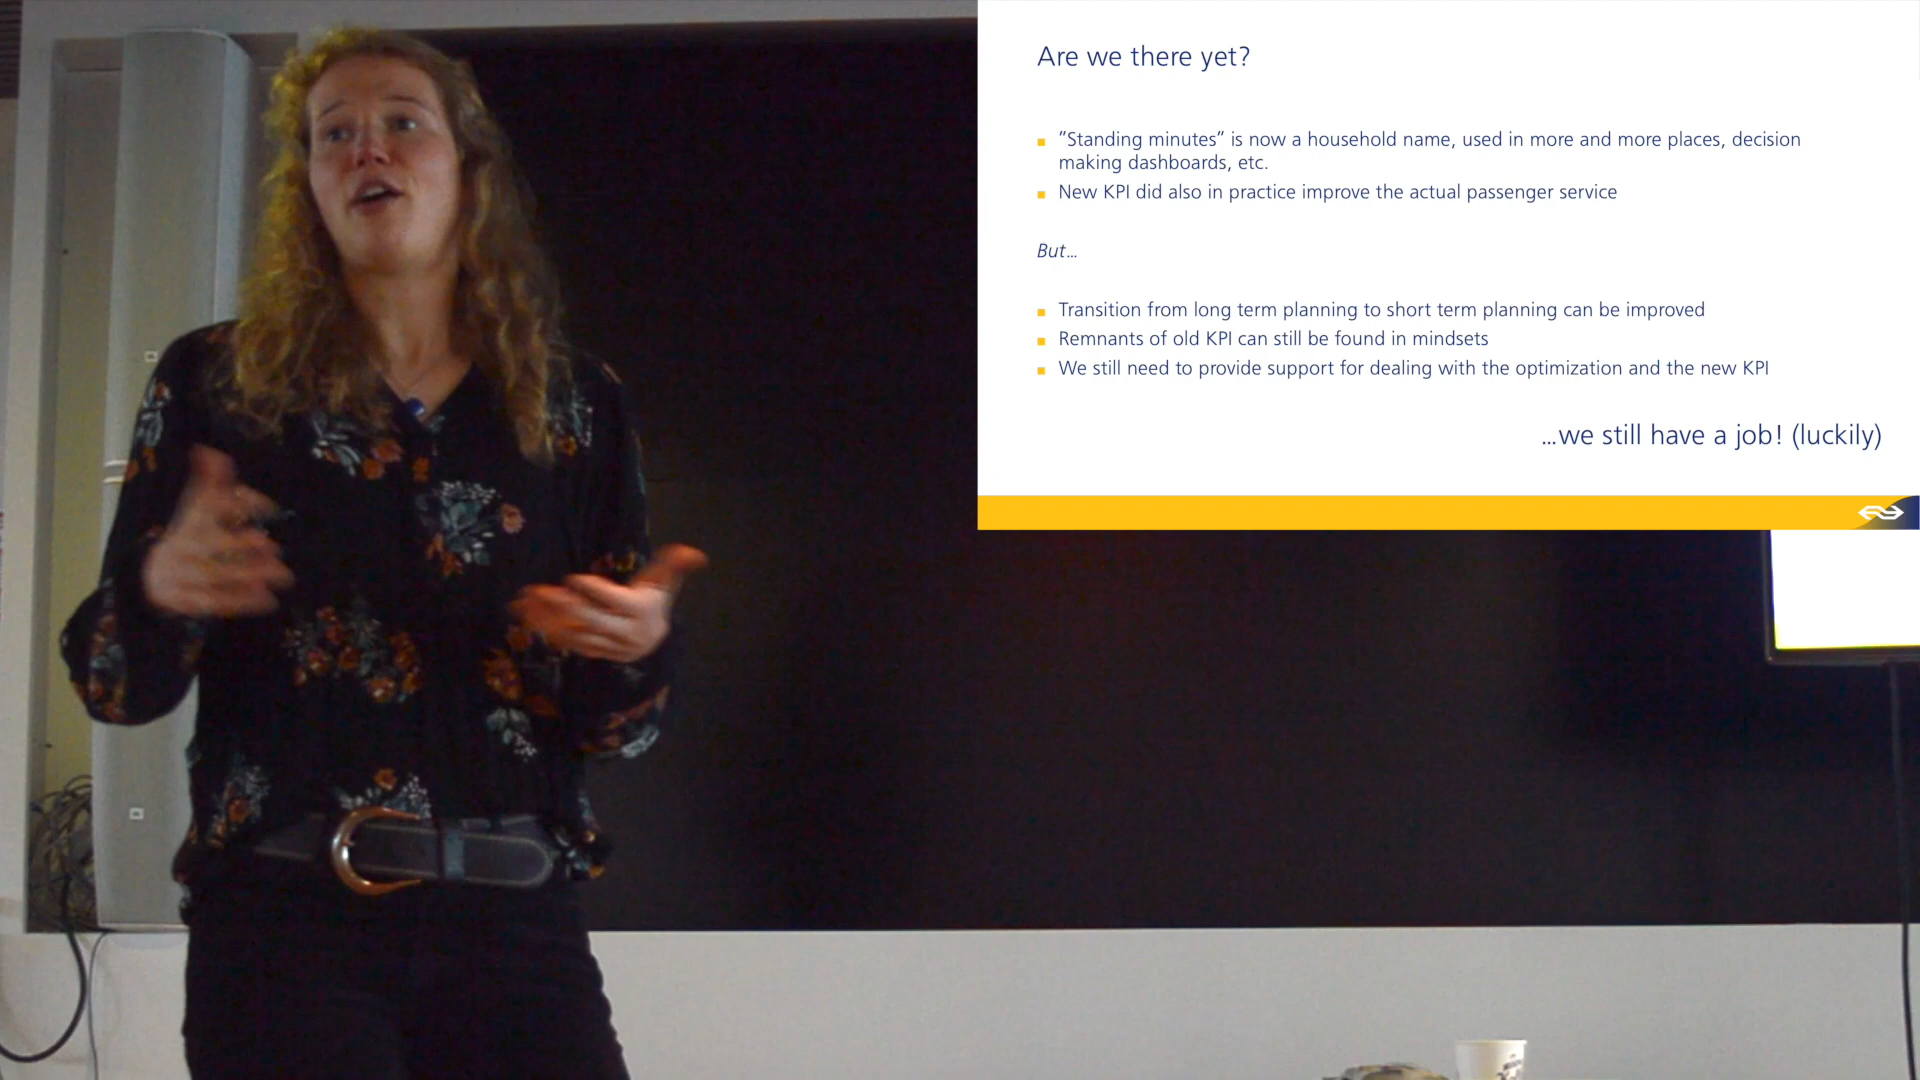 Are we there yet?
”Standing minutes” is now a household name, used in more and more places, decision
making dashboards, etc.
New KPI did also in practice improve the actual passenger service
But…
Transition from long term planning to short term planning can be improved
Remnants of old KPI can still be found in mindsets
We still need to provide support for dealing with the optimization and the new KPI
…we still have a job! (luckily)